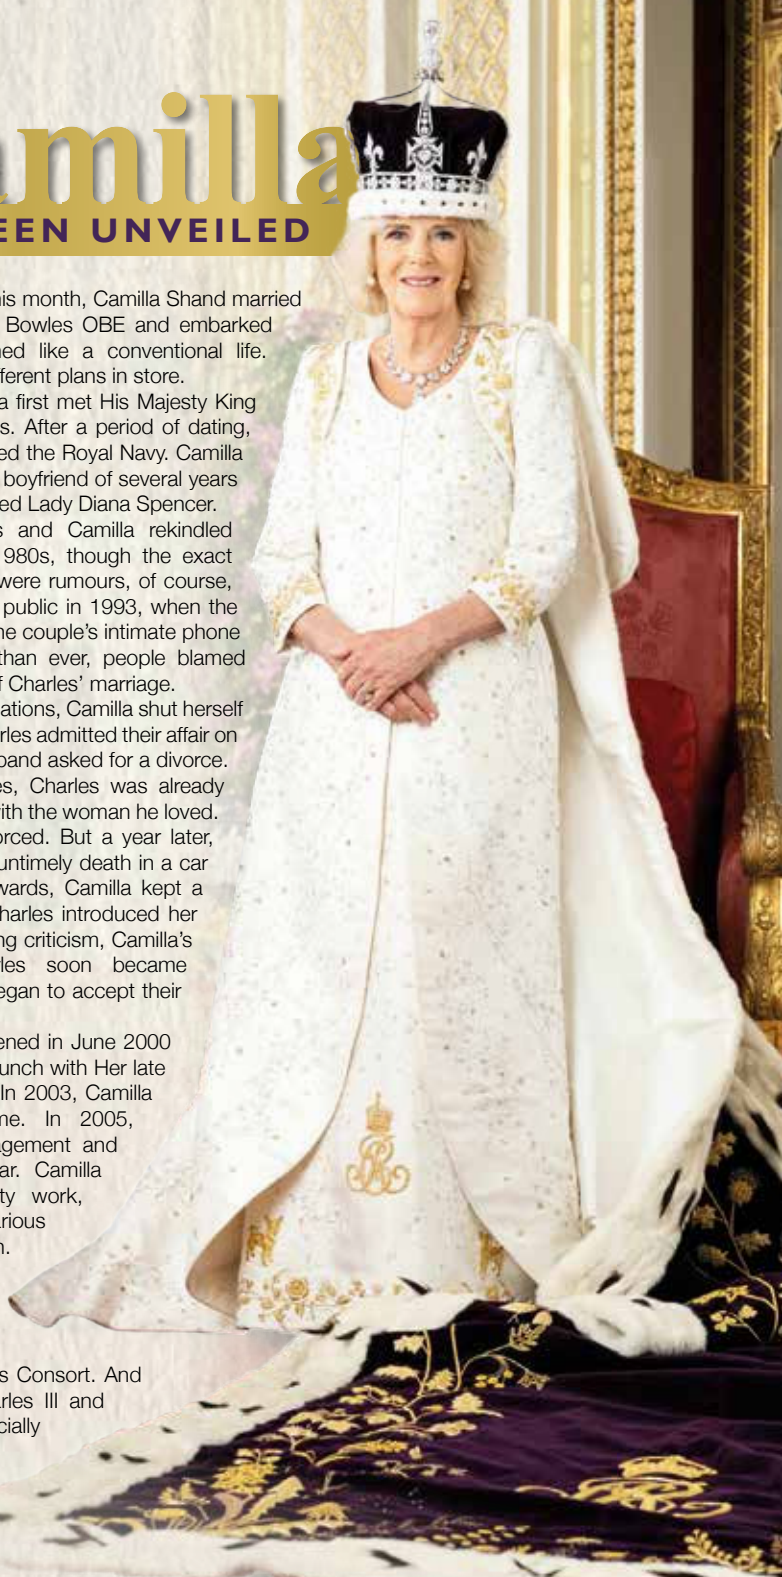 amilla
EEN UNVEILED
his month, Camilla Shand married
Bowles OBE and embarked
ned like a conventional life.
fferent plans in store.
a first met His Majesty King
s. After a period of dating,
ed the Royal Navy. Camilla
boyfriend of several years
ed Lady Diana Spencer.
s and Camilla rekindled
980s, though the exact
were rumours, of course,
public in 1993, when the
he couple's intimate phone
than ever, people blamed
f Charles' marriage.
ations, Camilla shut herself
rles admitted their affair on
band asked for a divorce.
es, Charles was already
with the woman he loved.
orced. But a year later,
untimely death in a car
wards, Camilla kept a
harles introduced her
ng criticism, Camilla's
les soon became
egan to accept their
ened in June 2000
unch with Her late
In 2003, Camilla
me. In 2005,
agement and
ar. Camilla
ty work,
arious
n.
s Consort. And
rles III and
cially